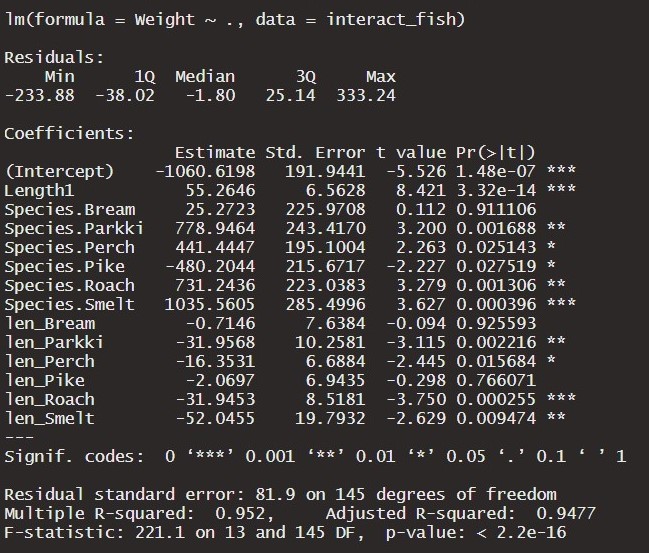 lm(formula = Weight ~ ., data = interact_fish)
Residuals:
Min 1Q Median 3Q Max
-233.88 -38.02 -1.80 25.14 333.24
Coefficients:
Estimate Std. Error t value Pr(>|t|)
(Intercept) -1060.6198 191.9441 -5.526 1.48e-07 ***
Length1 55.2646 6.5628 8.421 3.32e-14 ***
Species.Bream 25.2723 225.9708 0.112 0.911106
Species.Parkki 778.9464 243.4170 3.200 0.001688 **
Species.Perch 441.4447 195.1004 2.263 0.025143 *
Species.Pike -480.2044 215.6717 -2.227 0.027519 *
Species.Roach 731.2436 223.0383 3.279 0.001306 **
Species.Smelt 1035.5605 285.4996 3.627 0.000396 ***
len_Bream -0.7146 7.6384 -0.094 0.925593
len_Parkki -31.9568 10.2581 -3.115 0.002216 **
len_Perch -16.3531 6.6884 -2.445 0.015684 *
len_Pike -2.0697 6.9435 -0.298 0.766071
len_Roach -31.9453 8.5181 -3.750 0.000255 ***
len_Smelt -52.0455 19.7932 -2.629 0.009474 **
---
Signif. codes: 0 ‘***’ 0.001 ‘**’ 0.01 ‘*’ 0.05 ‘.’ 0.1 ‘ ’ 1
Residual standard error: 81.9 on 145 degrees of freedom
Multiple R-squared: 0.952, Adjusted R-squared: 0.9477
F-statistic: 221.1 on 13 and 145 DF, p-value: < 2.2e-16